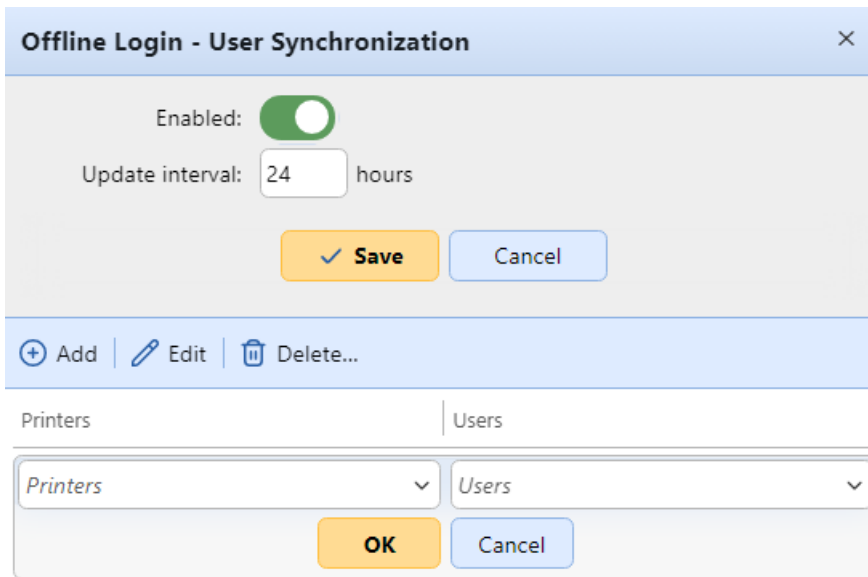 Offline Login - User Synchronization
Enabled:
Update interval: 24 hours
Save Cancel
Add Edit Delete...
Printers Users
Printers Users
OK Cancel